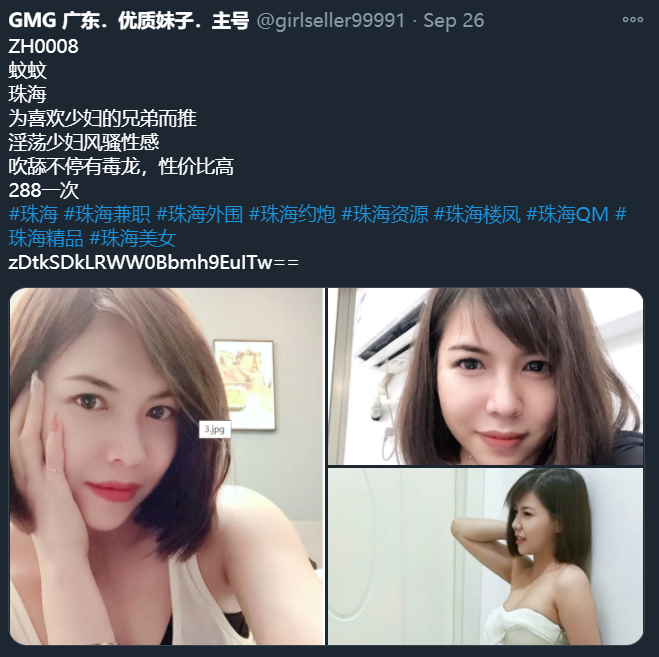 GMG 广东．优质妹子．主号 @girlseller99991 · Sep 26
ZH0008
蚊蚊
珠海
为喜欢少妇的兄弟而推
淫荡少妇风骚性感
吹舔不停有毒龙，性价比高
288一次
#珠海 #珠海兼职 #珠海外围 #珠海约炮 #珠海资源 #珠海楼凤 #珠海QM #
珠海精品 #珠海美女
zDtkSDkLRWW0Bbmh9EuITw==
3.jpg